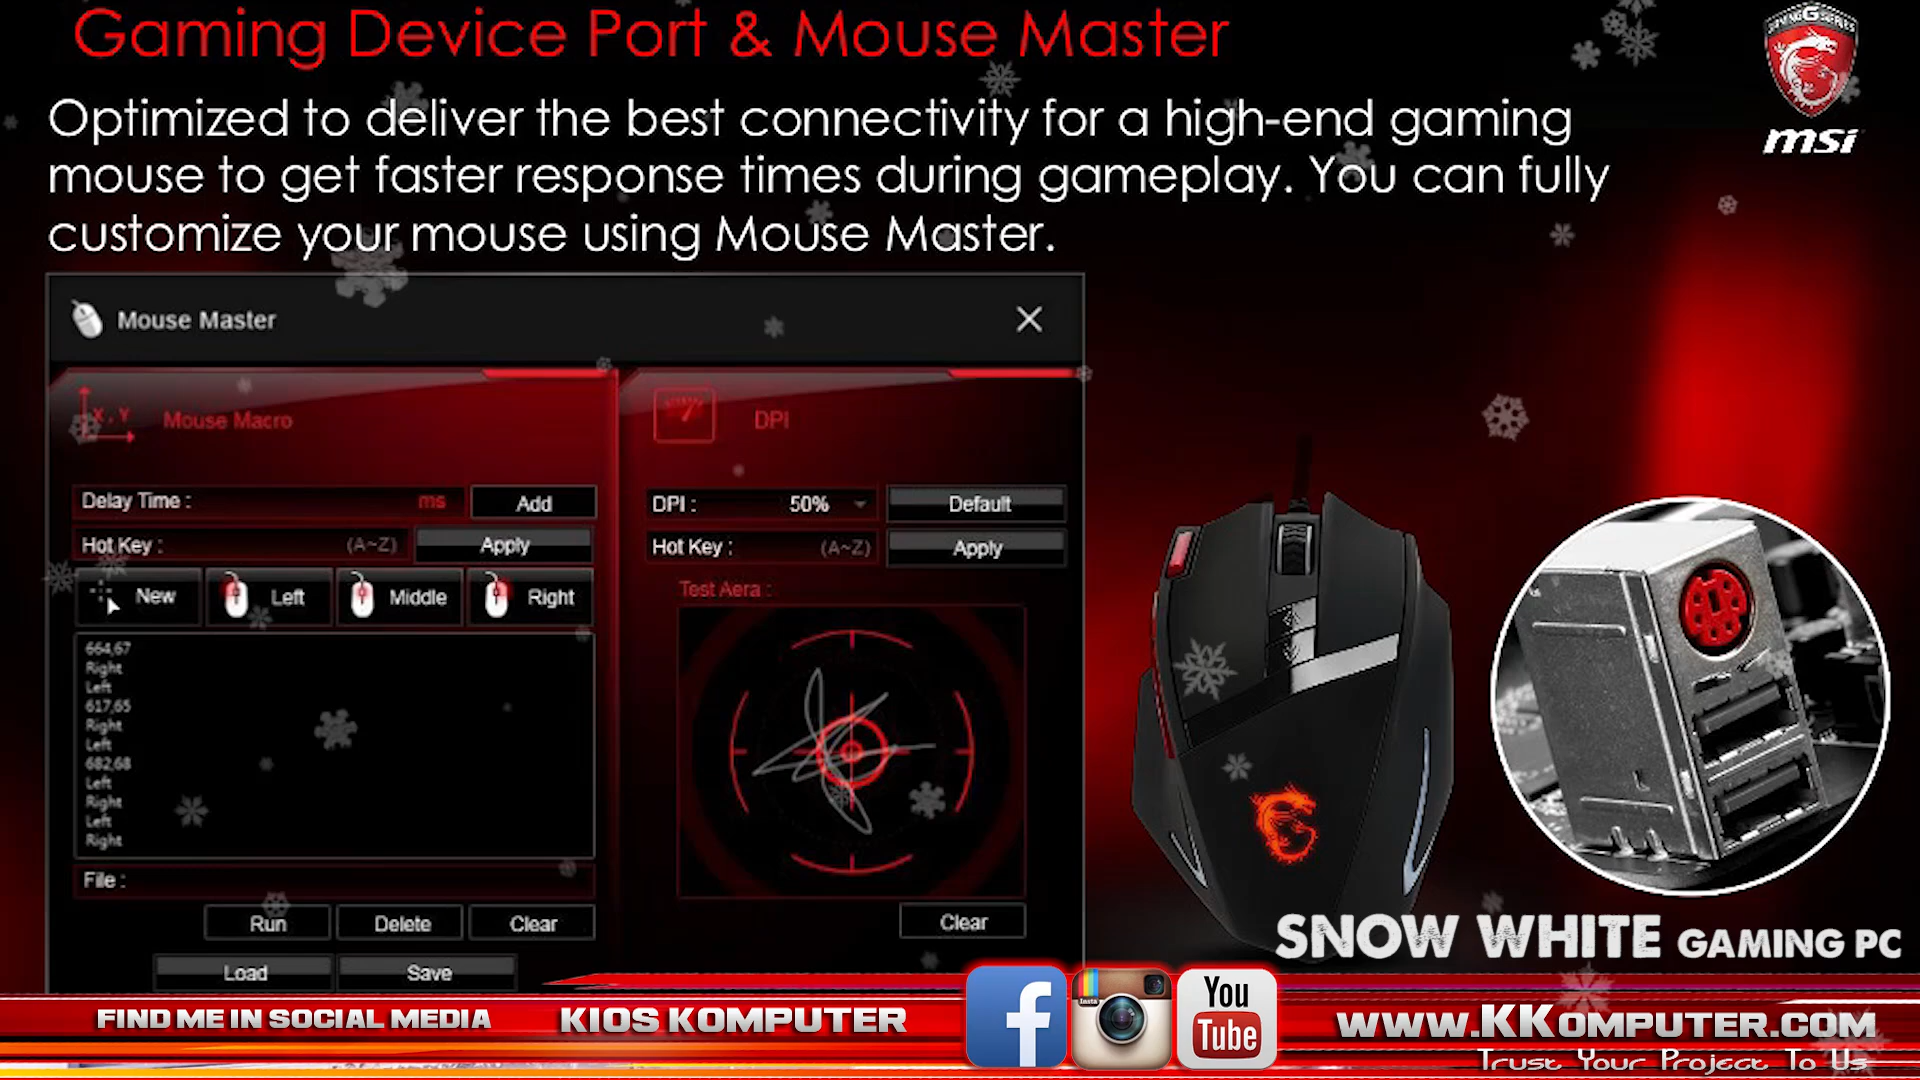 Gaming Device Port & Mouse Master
GAMING G SERIES
msi
Optimized to deliver the best connectivity for a high-end gaming
mouse to get faster response times during gameplay. You can fully
customize your mouse using Mouse Master.
Mouse Master
X, Y
Mouse Macro
DPI
Delay Time : ms Add
DPI : 50% Default
Hot Key : (A~Z) Apply
Hot Key : (A~Z) Apply
New Left Middle Right
Test Aera :
664,67
Right
Left
617,65
Right
Left
682,68
Left
Right
Left
Right
File :
Run Delete Clear
Clear
Load Save
SNOW WHITE GAMING PC
FIND ME IN SOCIAL MEDIA
KIOS KOMPUTER
f
Insta
You
Tube
WWW.KKOMPUTER.COM
Trust Your Project To Us